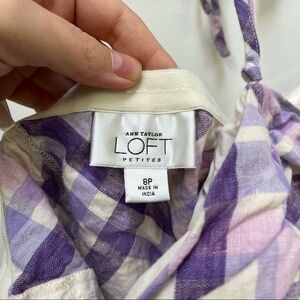 ANN TAYLOR
LOFT
PETITES
8P
MADE IN
INDIA